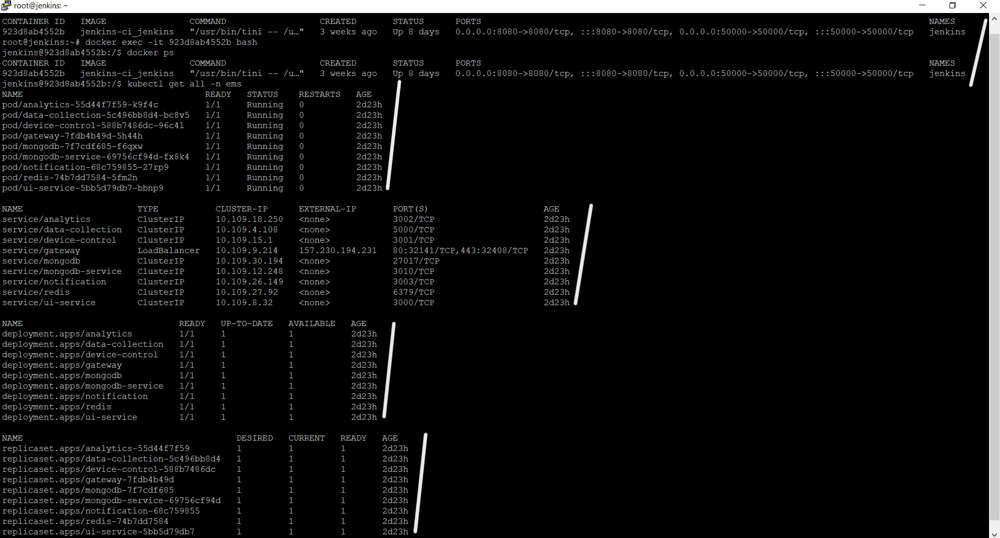 root@jenkins: ~
CONTAINER ID   IMAGE                COMMAND                  CREATED       STATUS      PORTS                                                                                      NAMES
923d8ab4552b   jenkins-ci_jenkins   "/usr/bin/tini -- /u…"   3 weeks ago   Up 8 days   0.0.0.0:8080->8080/tcp, :::8080->8080/tcp, 0.0.0.0:50000->50000/tcp, :::50000->50000/tcp   jenkins
root@jenkins:~# docker exec -it 923d8ab4552b bash
jenkins@923d8ab4552b:/$ docker ps
CONTAINER ID   IMAGE                COMMAND                  CREATED       STATUS      PORTS                                                                                      NAMES
923d8ab4552b   jenkins-ci_jenkins   "/usr/bin/tini -- /u…"   3 weeks ago   Up 8 days   0.0.0.0:8080->8080/tcp, :::8080->8080/tcp, 0.0.0.0:50000->50000/tcp, :::50000->50000/tcp   jenkins
jenkins@923d8ab4552b:/$ kubectl get all -n ems
NAME                                   READY   STATUS    RESTARTS   AGE
pod/analytics-55d44f7f59-k9f4c         1/1     Running   0          2d23h
pod/data-collection-5c496bb8d4-bc8v5   1/1     Running   0          2d23h
pod/device-control-588b7486dc-96c4l    1/1     Running   0          2d23h
pod/gateway-7fdb4b49d-5h44h            1/1     Running   0          2d23h
pod/mongodb-7f7cdf685-f6qxw            1/1     Running   0          2d23h
pod/mongodb-service-69756cf94d-fx8k4   1/1     Running   0          2d23h
pod/notification-68c759855-27rp9       1/1     Running   0          2d23h
pod/redis-74b7dd7584-5fm2n             1/1     Running   0          2d23h
pod/ui-service-5bb5d79db7-bbnp9        1/1     Running   0          2d23h
NAME                      TYPE           CLUSTER-IP      EXTERNAL-IP       PORT(S)                      AGE
service/analytics         ClusterIP      10.109.18.250   <none>            3002/TCP                     2d23h
service/data-collection   ClusterIP      10.109.4.108    <none>            5000/TCP                     2d23h
service/device-control    ClusterIP      10.109.15.1     <none>            3001/TCP                     2d23h
service/gateway           LoadBalancer   10.109.9.214    157.230.194.231   80:32141/TCP,443:32408/TCP   2d23h
service/mongodb           ClusterIP      10.109.30.194   <none>            27017/TCP                    2d23h
service/mongodb-service   ClusterIP      10.109.12.248   <none>            3010/TCP                     2d23h
service/notification      ClusterIP      10.109.26.149   <none>            3003/TCP                     2d23h
service/redis             ClusterIP      10.109.27.92    <none>            6379/TCP                     2d23h
service/ui-service        ClusterIP      10.109.8.32     <none>            3000/TCP                     2d23h
NAME                              READY   UP-TO-DATE   AVAILABLE   AGE
deployment.apps/analytics         1/1     1            1           2d23h
deployment.apps/data-collection   1/1     1            1           2d23h
deployment.apps/device-control    1/1     1            1           2d23h
deployment.apps/gateway           1/1     1            1           2d23h
deployment.apps/mongodb           1/1     1            1           2d23h
deployment.apps/mongodb-service   1/1     1            1           2d23h
deployment.apps/notification      1/1     1            1           2d23h
deployment.apps/redis             1/1     1            1           2d23h
deployment.apps/ui-service        1/1     1            1           2d23h
NAME                                         DESIRED   CURRENT   READY   AGE
replicaset.apps/analytics-55d44f7f59         1         1         1       2d23h
replicaset.apps/data-collection-5c496bb8d4   1         1         1       2d23h
replicaset.apps/device-control-588b7486dc    1         1         1       2d23h
replicaset.apps/gateway-7fdb4b49d            1         1         1       2d23h
replicaset.apps/mongodb-7f7cdf685            1         1         1       2d23h
replicaset.apps/mongodb-service-69756cf94d   1         1         1       2d23h
replicaset.apps/notification-68c759855       1         1         1       2d23h
replicaset.apps/redis-74b7dd7584             1         1         1       2d23h
replicaset.apps/ui-service-5bb5d79db7        1         1         1       2d23h